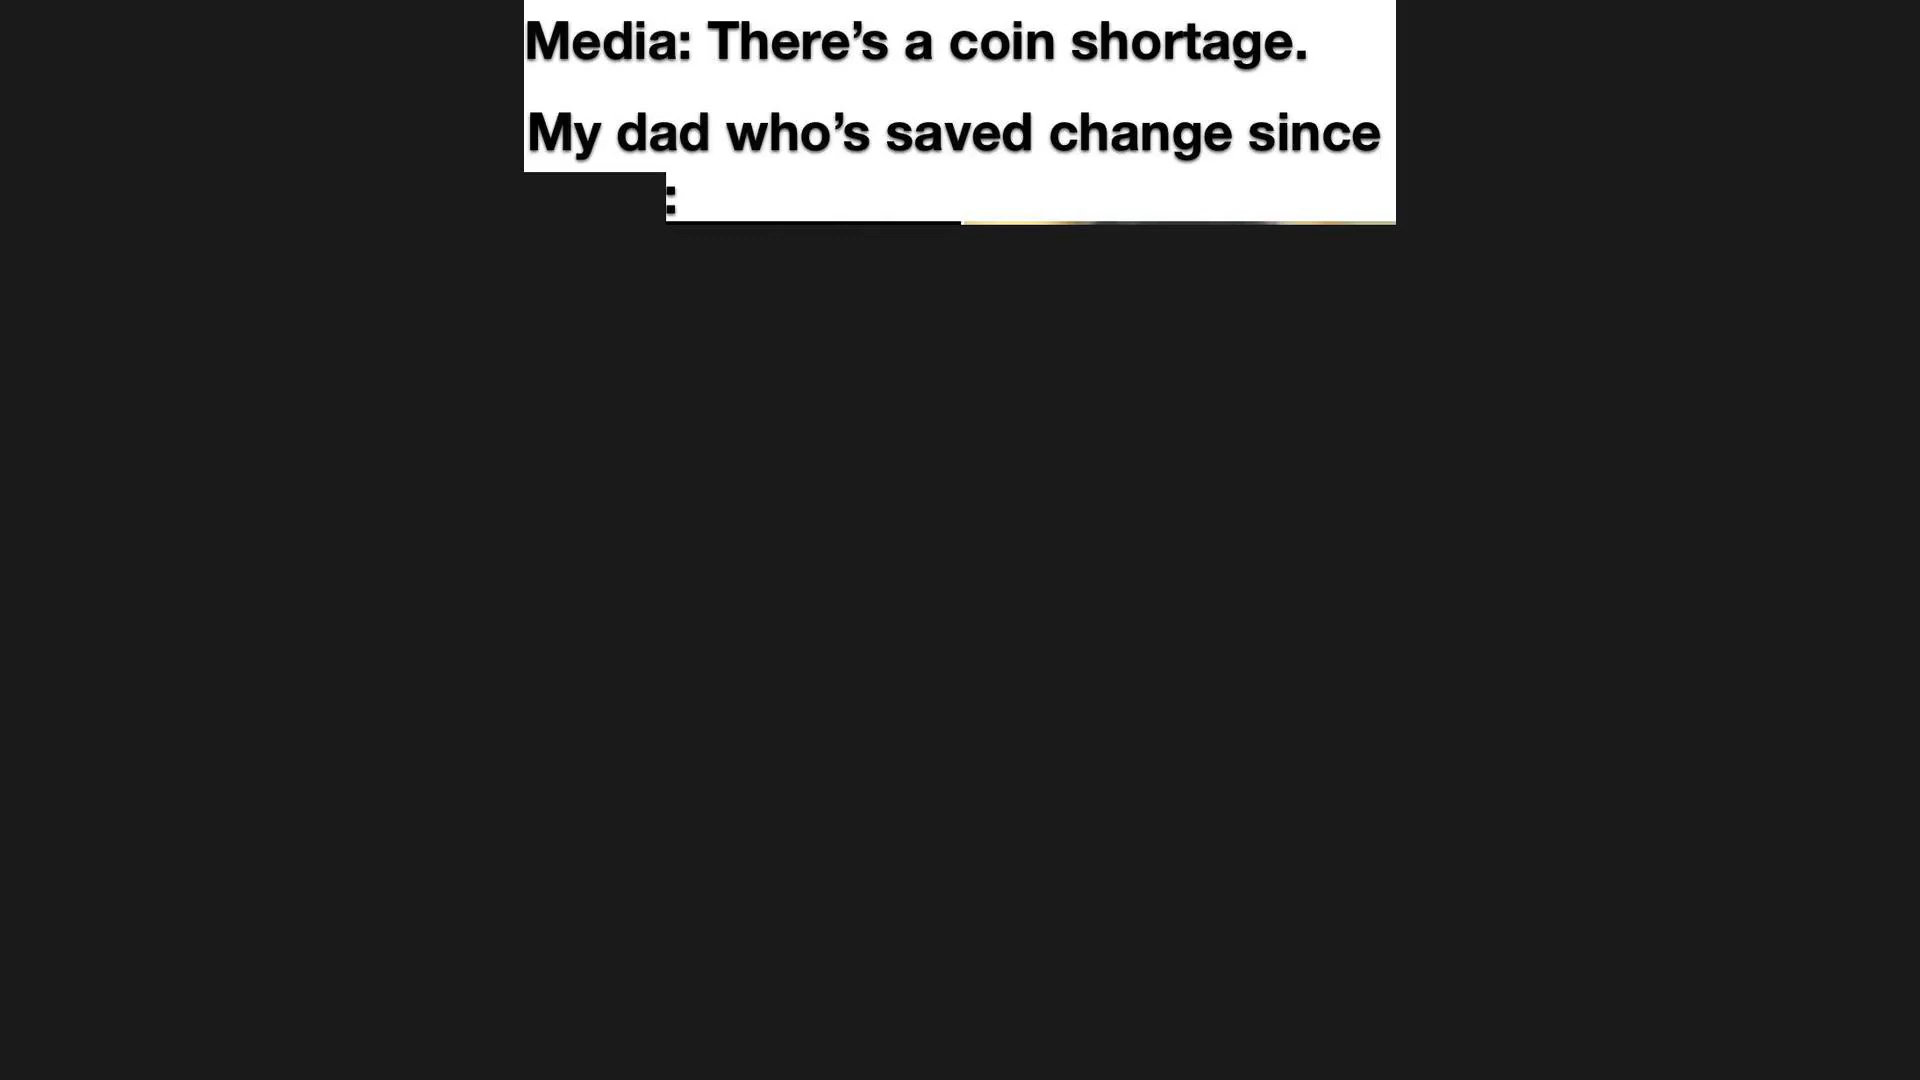 Media: There’s a coin shortage.
My dad who’s saved change since
: